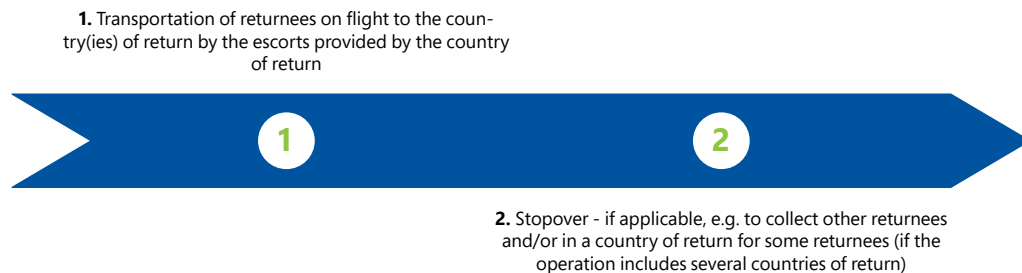 1. Transportation of returnees on flight to the coun-
try(ies) of return by the escorts provided by the country
of return
1
2
2. Stopover - if applicable, e.g. to collect other returnees
and/or in a country of return for some returnees (if the
operation includes several countries of return)